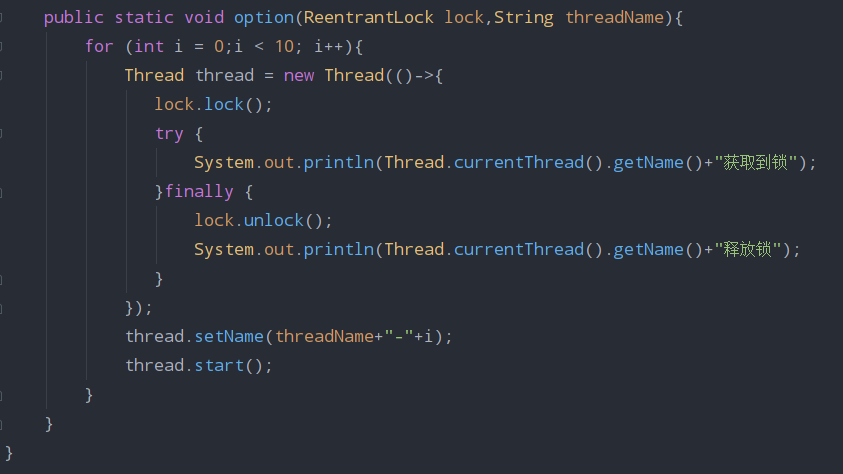 public static void option(ReentrantLock lock,String threadName){
for (int i = 0;i < 10; i++){
Thread thread = new Thread(()->{
lock.lock();
try {
System.out.println(Thread.currentThread().getName()+"获取到锁");
}finally {
lock.unlock();
System.out.println(Thread.currentThread().getName()+"释放锁");
}
});
thread.setName(threadName+"-"+i);
thread.start();
}
}
}